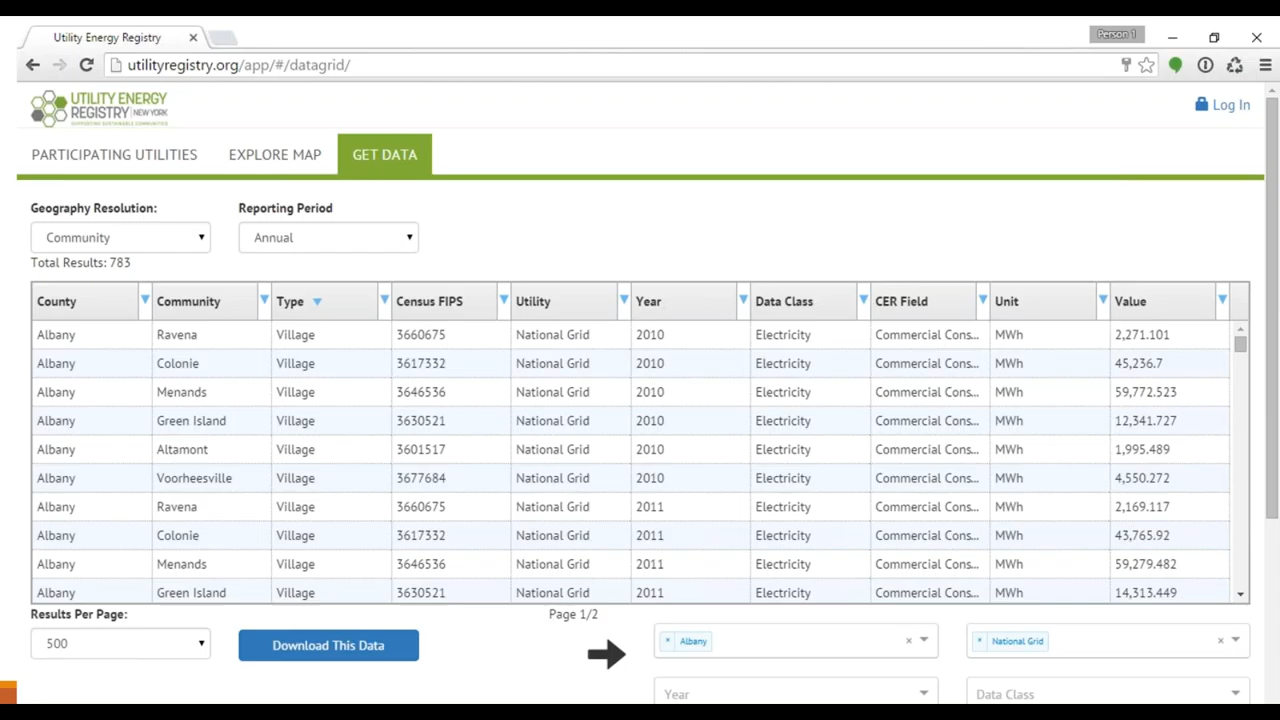 Utility Energy Registry
Person 1
utilityregistry.org/app/#/datagrid/
UTILITY ENERGY
REGISTRY | NEW YORK
SUPPORTING SUSTAINABLE COMMUNITIES
Log In
PARTICIPATING UTILITIES EXPLORE MAP GET DATA
Geography Resolution: Reporting Period
Community Annual
Total Results: 783
County Community Type Census FIPS Utility Year Data Class CER Field Unit Value
Albany Ravena Village 3660675 National Grid 2010 Electricity Commercial Cons... MWh 2,271.101
Albany Colonie Village 3617332 National Grid 2010 Electricity Commercial Cons... MWh 45,236.7
Albany Menands Village 3646536 National Grid 2010 Electricity Commercial Cons... MWh 59,772.523
Albany Green Island Village 3630521 National Grid 2010 Electricity Commercial Cons... MWh 12,341.727
Albany Altamont Village 3601517 National Grid 2010 Electricity Commercial Cons... MWh 1,995.489
Albany Voorheesville Village 3677684 National Grid 2010 Electricity Commercial Cons... MWh 4,550.272
Albany Ravena Village 3660675 National Grid 2011 Electricity Commercial Cons... MWh 2,169.117
Albany Colonie Village 3617332 National Grid 2011 Electricity Commercial Cons... MWh 43,765.92
Albany Menands Village 3646536 National Grid 2011 Electricity Commercial Cons... MWh 59,279.482
Albany Green Island Village 3630521 National Grid 2011 Electricity Commercial Cons... MWh 14,313.449
Results Per Page: Page 1/2
500 Download This Data × Albany × × National Grid ×
Year Data Class